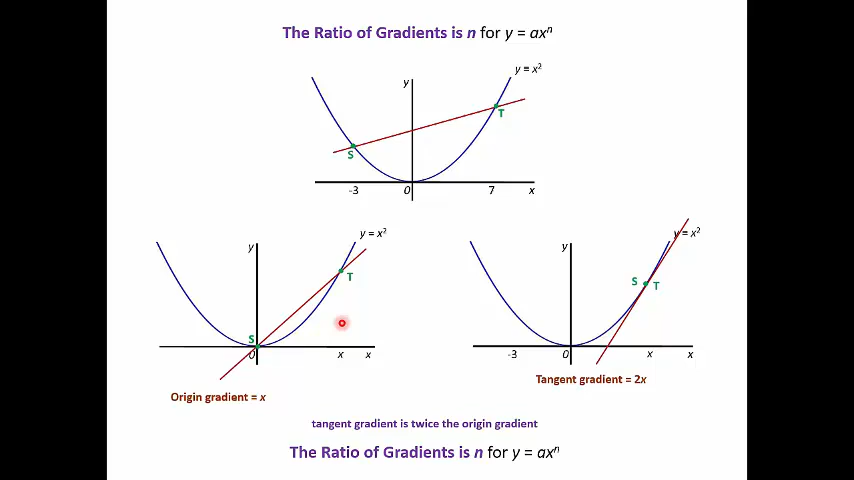 The Ratio of Gradients is n for y = axⁿ
y = x²
y
T
S
-3
0
7
x
y = x²
y
T
S
0
x
x
Origin gradient = x
y = x²
y
S
T
-3
0
x
x
Tangent gradient = 2x
tangent gradient is twice the origin gradient
The Ratio of Gradients is n for y = axⁿ